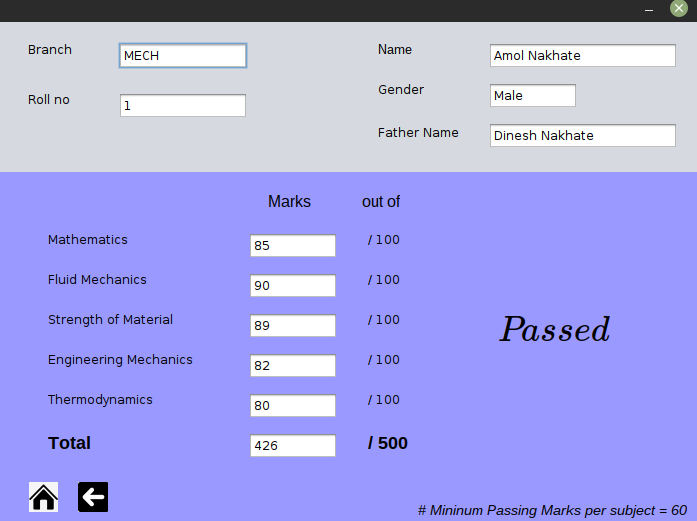 Branch MECH Name Amol Nakhate
Gender Male
Roll no 1
Father Name Dinesh Nakhate
Marks out of
Mathematics 85 / 100
Fluid Mechanics 90 / 100
Strength of Material 89 / 100
Passed
Engineering Mechanics 82 / 100
Thermodynamics 80 / 100
Total 426 / 500
# Mininum Passing Marks per subject = 60